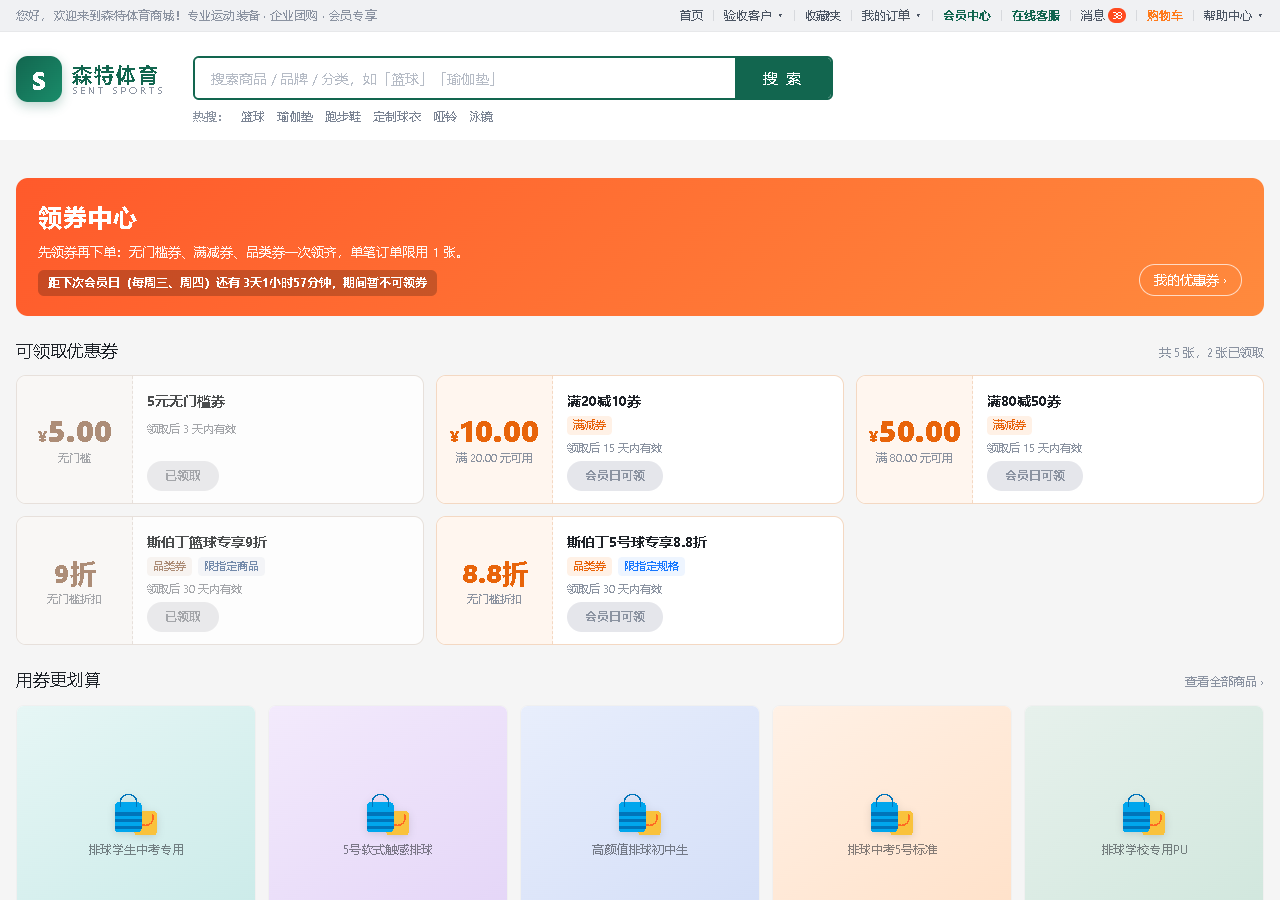 您好，欢迎来到森特体育商城！专业运动装备 · 企业团购 · 会员专享
首页 验收客户 收藏夹 我的订单 会员中心 在线客服 消息 38 购物车 帮助中心
S 森特体育
SENT SPORTS
搜索商品 / 品牌 / 分类，如「篮球」「瑜伽垫」
搜 索
热搜： 篮球 瑜伽垫 跑步鞋 定制球衣 哑铃 泳镜
领券中心
先领券再下单：无门槛券、满减券、品类券一次领齐，单笔订单限用 1 张。
距下次会员日（每周三、周四）还有 3天1小时57分钟，期间暂不可领券
我的优惠券 ›
可领取优惠券
共 5 张，2 张已领取
¥5.00
无门槛
5元无门槛券
领取后 3 天内有效
已领取
¥10.00
满 20.00 元可用
满20减10券
满减券
领取后 15 天内有效
会员日可领
¥50.00
满 80.00 元可用
满80减50券
满减券
领取后 15 天内有效
会员日可领
9折
无门槛折扣
斯伯丁篮球专享9折
品类券 限指定商品
领取后 30 天内有效
已领取
8.8折
无门槛折扣
斯伯丁5号球专享8.8折
品类券 限指定规格
领取后 30 天内有效
会员日可领
用券更划算
查看全部商品 ›
排球学生中考专用
5号软式触感排球
高颜值排球初中生
排球中考5号标准
排球学校专用PU